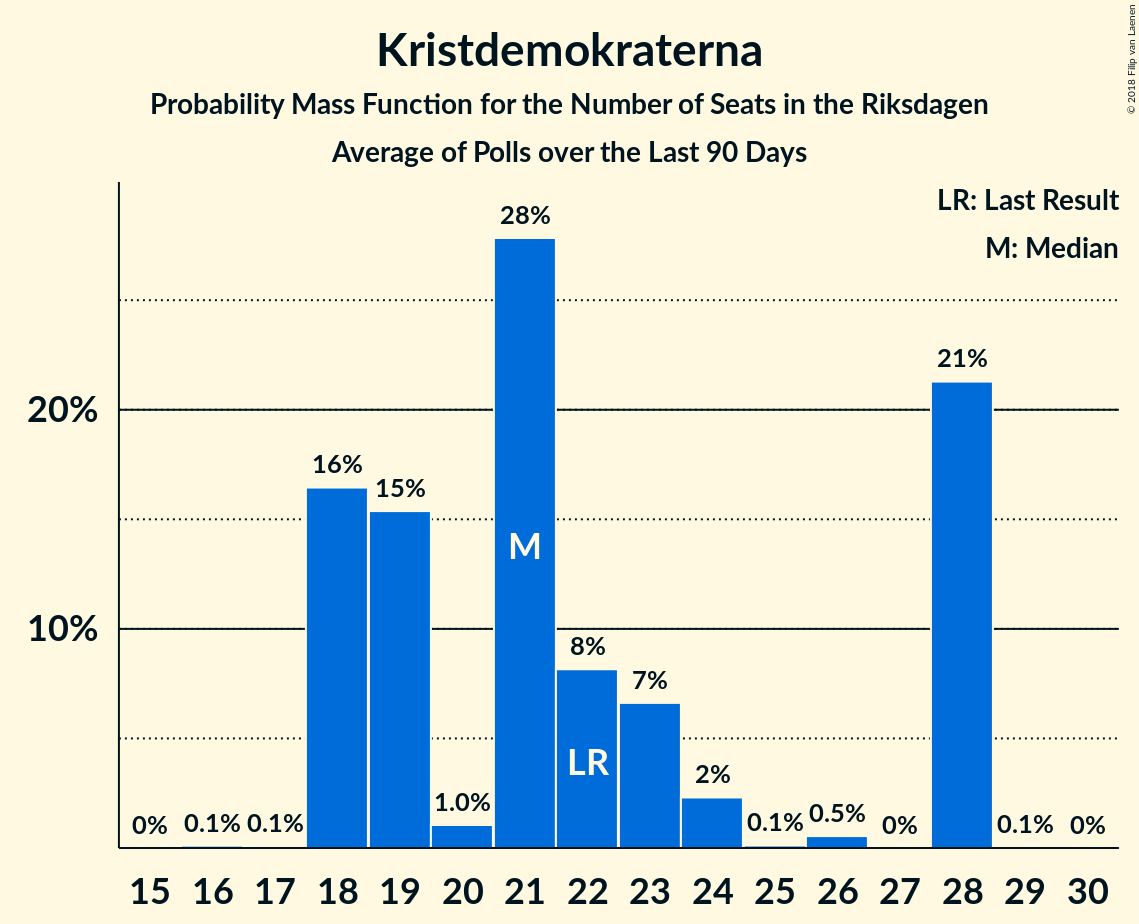 Kristdemokraterna
Probability Mass Function for the Number of Seats in the Riksdagen
Average of Polls over the Last 90 Days
© 2018 Filip van Laenen
LR: Last Result
M: Median
28%
21%
20%
16%
15%
M
10%
8%
7%
LR
2%
1.0%
0.5%
0%
0.1%
0.1%
0.1%
0%
0.1%
0%
15 16 17 18 19 20 21 22 23 24 25 26 27 28 29 30